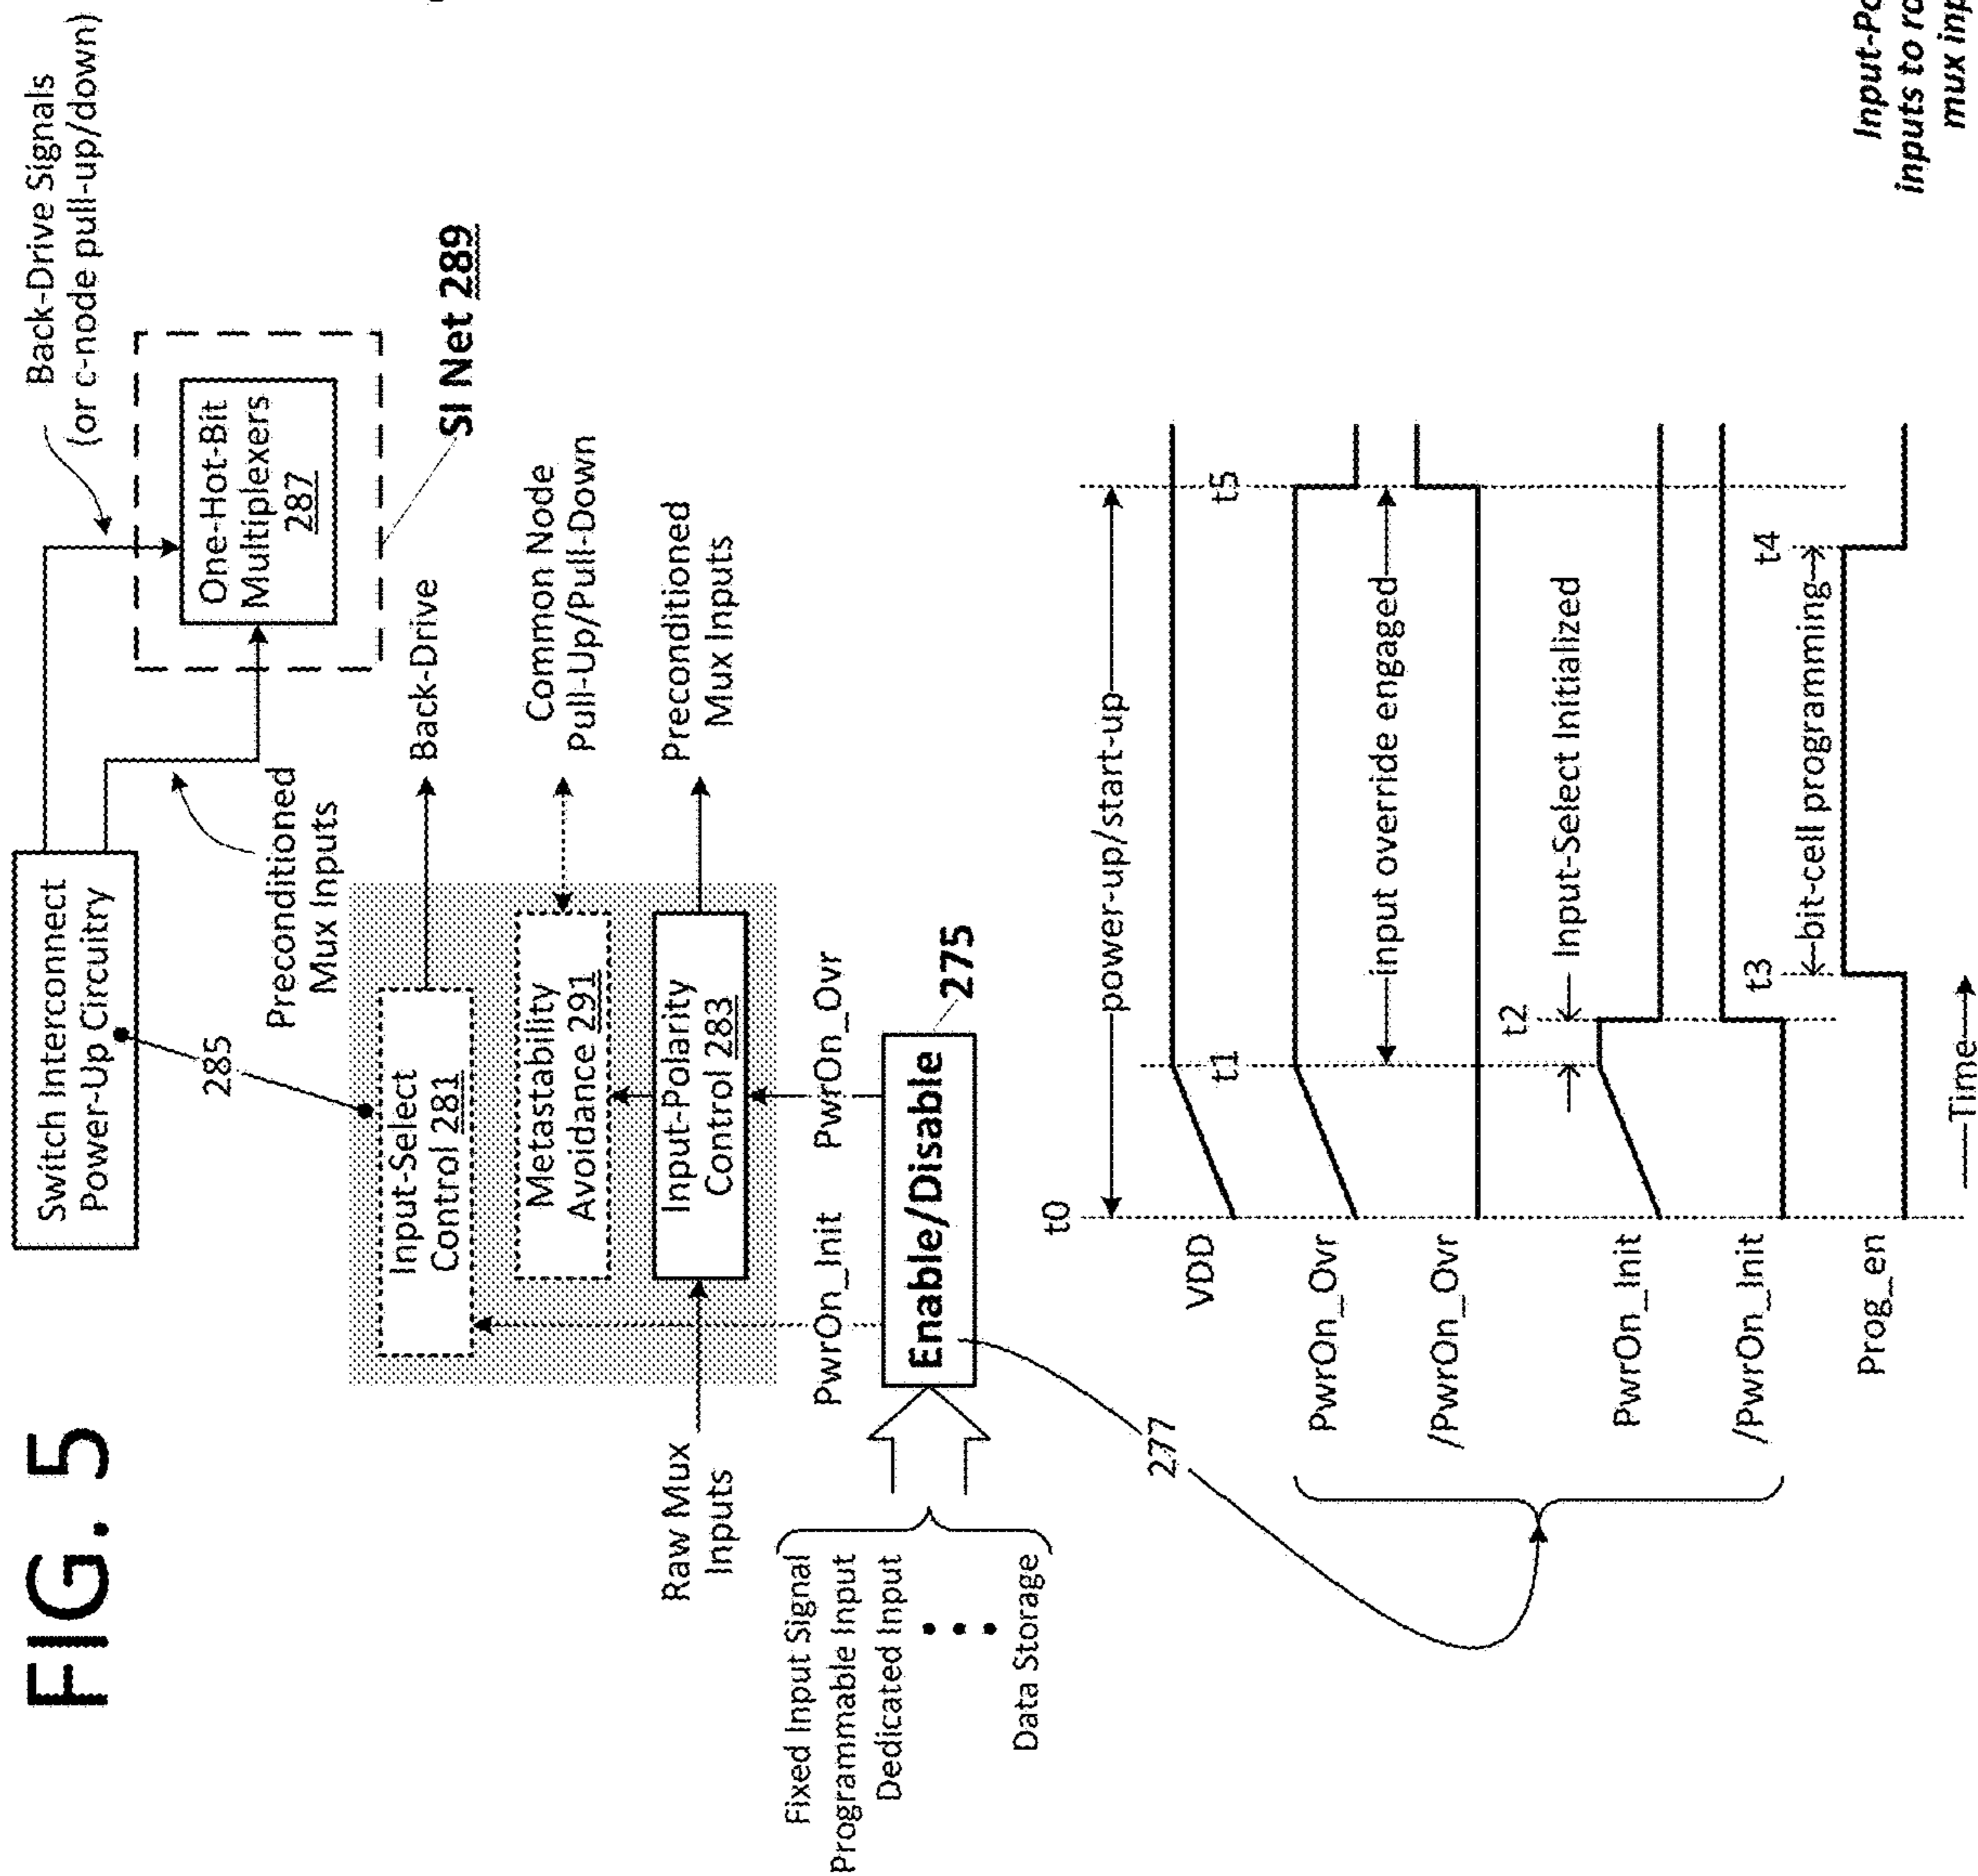 FIG. 5
Switch Interconnect
Power-Up Circuitry
Back-Drive Signals
(or c-node pull-up/down)
One-Hot-Bit
Multiplexers
287
SI Net 289
Preconditioned
Mux Inputs
285
Input-Select
Control 281
Back-Drive
Metastability
Avoidance 291
Common Node
Pull-Up/Pull-Down
Raw Mux
Inputs
Input-Polarity
Control 283
Preconditioned
Mux Inputs
PwrOn_Init
PwrOn_Ovr
Fixed Input Signal
Programmable Input
Dedicated Input
Data Storage
Enable/Disable
275
277
t0
power-up/start-up
VDD
t1
t5
PwrOn_Ovr
input override engaged
/PwrOn_Ovr
t2
Input-Select Initialized
PwrOn_Init
/PwrOn_Init
t3
bit-cell programming
t4
Prog_en
Time
inputs to